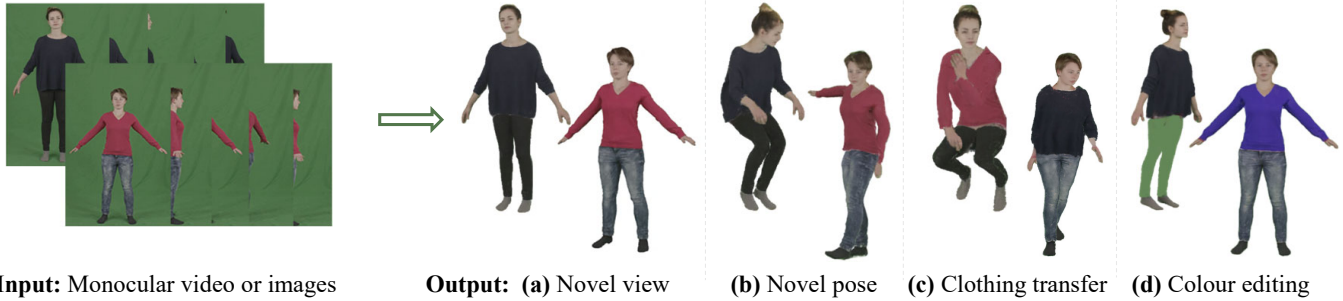 Input: Monocular video or images Output: (a) Novel view (b) Novel pose (c) Clothing transfer (d) Colour editing